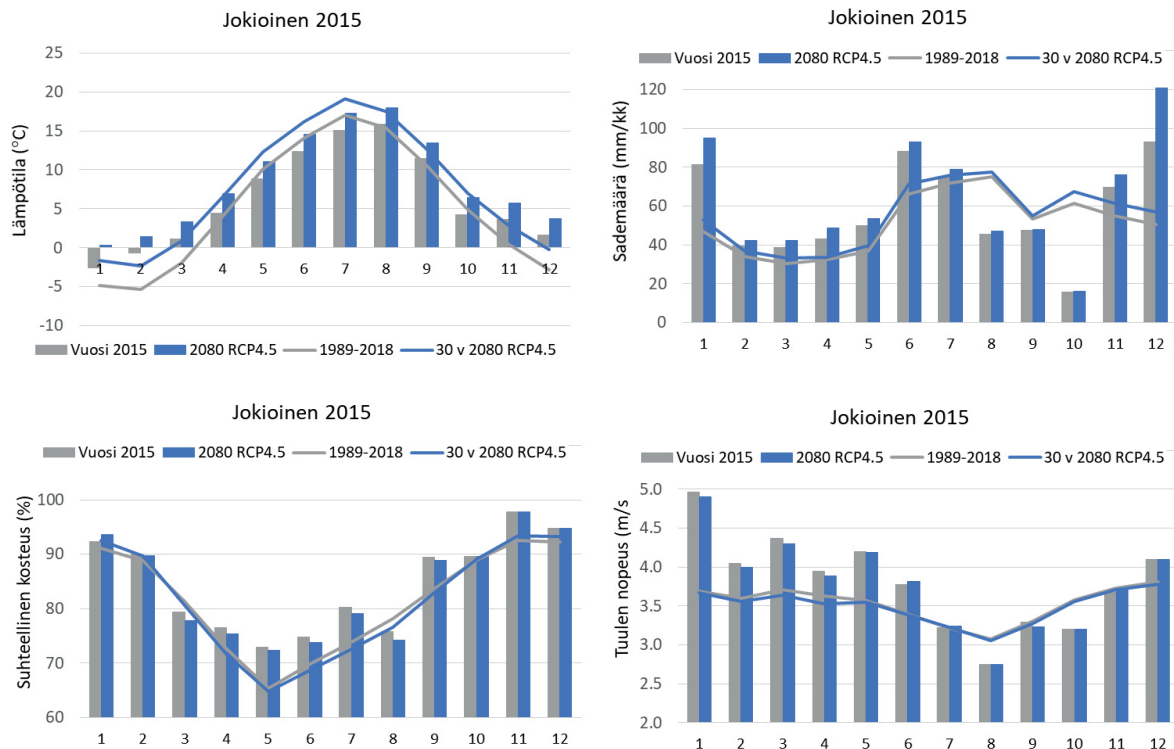 Jokioinen 2015
Lämpötila (°C)
25
20
15
10
5
0
-5
-10
1 2 3 4 5 6 7 8 9 10 11 12
Vuosi 2015 2080 RCP4.5 1989-2018 30 v 2080 RCP4.5
Jokioinen 2015
Vuosi 2015 2080 RCP4.5 1989-2018 30 v 2080 RCP4.5
Sademäärä (mm/kk)
120
100
80
60
40
20
0
1 2 3 4 5 6 7 8 9 10 11 12
Jokioinen 2015
Vuosi 2015 2080 RCP4.5 1989-2018 30 v 2080 RCP4.5
Suhteellinen kosteus (%)
100
90
80
70
60
1 2 3 4 5 6 7 8 9 10 11 12
Jokioinen 2015
Vuosi 2015 2080 RCP4.5 1989-2018 30 v 2080 RCP4.5
Tuulen nopeus (m/s
5.0
4.5
4.0
3.5
3.0
2.5
2.0
1 2 3 4 5 6 7 8 9 10 11 12